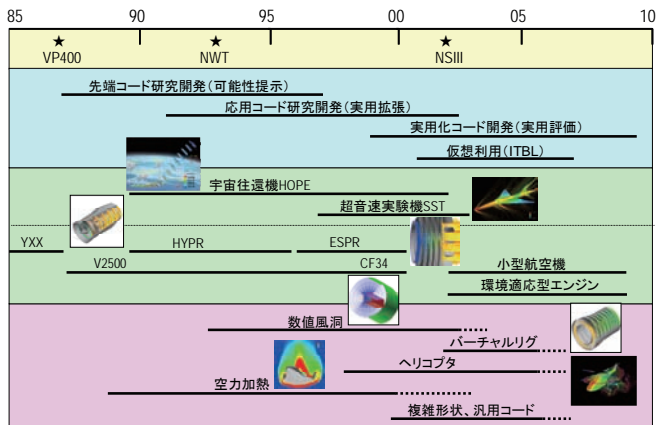 85 90 95 00 05 10
★ ★ ★
VP400 NWT NSIII
先端コード研究開発(可能性提示)
応用コード研究開発(実用拡張)
実用化コード開発(実用評価)
仮想利用(ITBL)
宇宙往還機HOPE
超音速実験機SST
YXX HYPR ESPR
V2500 CF34 小型航空機
環境適応型エンジン
数値風洞
バーチャルリグ
ヘリコプタ
空力加熱
複雑形状、汎用コード